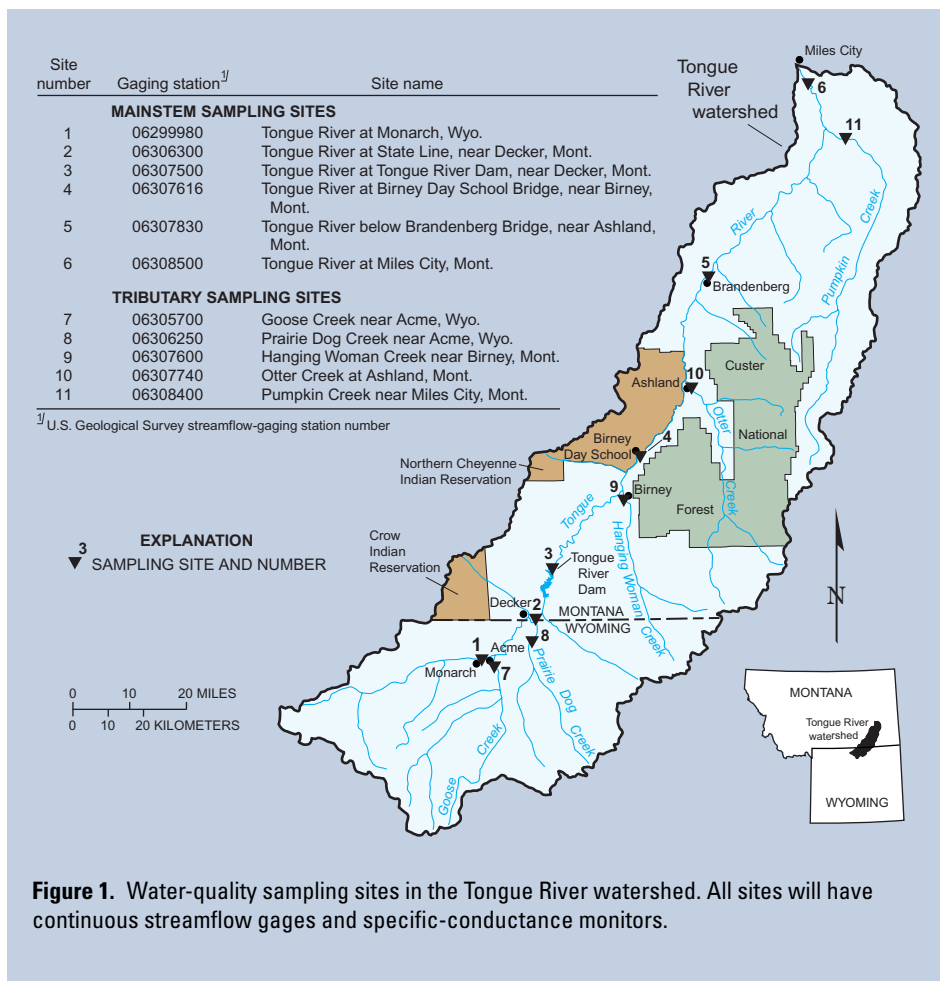 Site number Gaging station1/ Site name
MAINSTEM SAMPLING SITES
1 06299980 Tongue River at Monarch, Wyo.
2 06306300 Tongue River at State Line, near Decker, Mont.
3 06307500 Tongue River at Tongue River Dam, near Decker, Mont.
4 06307616 Tongue River at Birney Day School Bridge, near Birney,
Mont.
5 06307830 Tongue River below Brandenberg Bridge, near Ashland,
Mont.
6 06308500 Tongue River at Miles City, Mont.
TRIBUTARY SAMPLING SITES
7 06305700 Goose Creek near Acme, Wyo.
8 06306250 Prairie Dog Creek near Acme, Wyo.
9 06307600 Hanging Woman Creek near Birney, Mont.
10 06307740 Otter Creek at Ashland, Mont.
11 06308400 Pumpkin Creek near Miles City, Mont.
1/ U.S. Geological Survey streamflow-gaging station number
Miles City
Tongue
River
watershed
6
11
River
Pumpkin
Creek
5
Brandenberg
Custer
National
Forest
Ashland
10
Otter
Creek
Birney
Day School
4
Northern Cheyenne
Indian Reservation
9
Birney
Tongue
Hanging Woman
Creek
EXPLANATION
3
SAMPLING SITE AND NUMBER
Crow
Indian
Reservation
3
Tongue
River
Dam
Decker
2
MONTANA
WYOMING
8
1
Acme
Monarch
7
Prairie
Dog
Creek
Goose
Creek
N
0 10 20 MILES
0 10 20 KILOMETERS
MONTANA
Tongue River
watershed
WYOMING
Figure 1. Water-quality sampling sites in the Tongue River watershed. All sites will have
continuous streamflow gages and specific-conductance monitors.